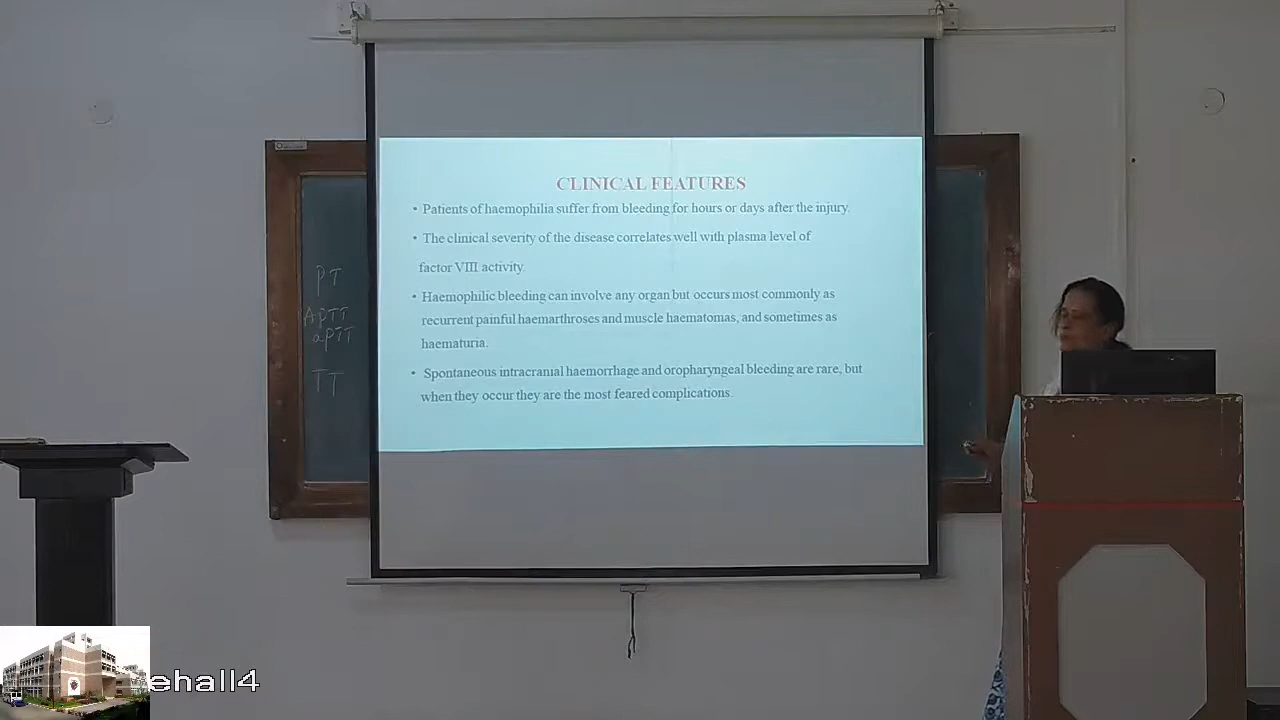 CLINICAL FEATURES
• Patients of haemophilia suffer from bleeding for hours or days after the injury.
• The clinical severity of the disease correlates well with plasma level of
factor VIII activity.
• Haemophilic bleeding can involve any organ but occurs most commonly as
recurrent painful haemarthroses and muscle haematomas, and sometimes as
haematuria.
• Spontaneous intracranial haemorrhage and oropharyngeal bleeding are rare, but
when they occur they are the most feared complications.
PT
APTT
aPTT
TT
ehall4